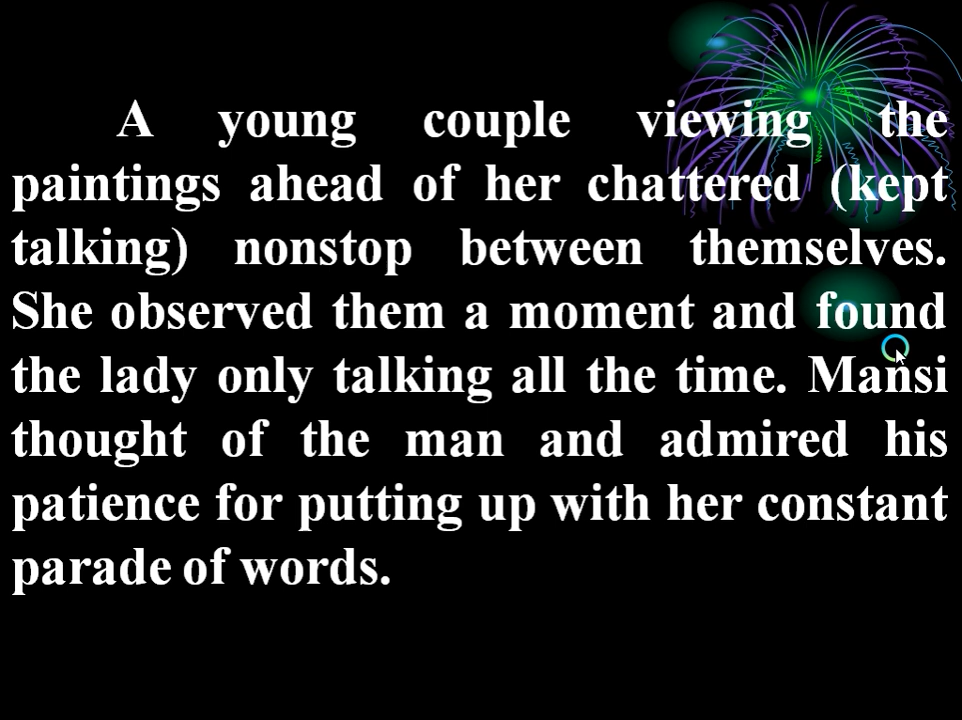 A young couple viewing the
paintings ahead of her chattered (kept
talking) nonstop between themselves.
She observed them a moment and found
the lady only talking all the time. Mansi
thought of the man and admired his
patience for putting up with her constant
parade of words.